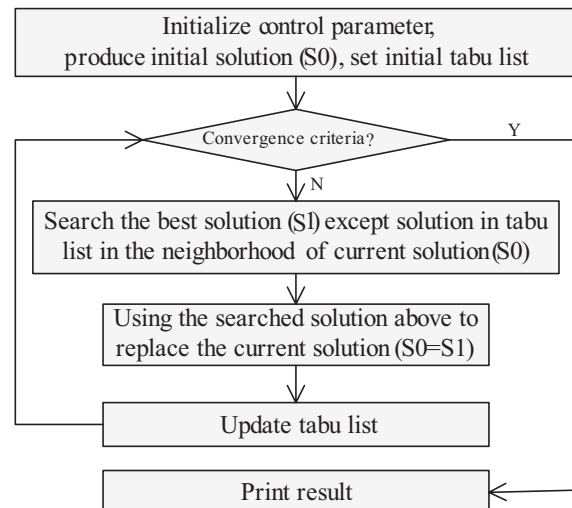 Initialize control parameter,
produce initial solution (S0), set initial tabu list
Convergence criteria?
Y
N
Search the best solution (S1) except solution in tabu
list in the neighborhood of current solution(S0)
Using the searched solution above to
replace the current solution (S0=S1)
Update tabu list
Print result